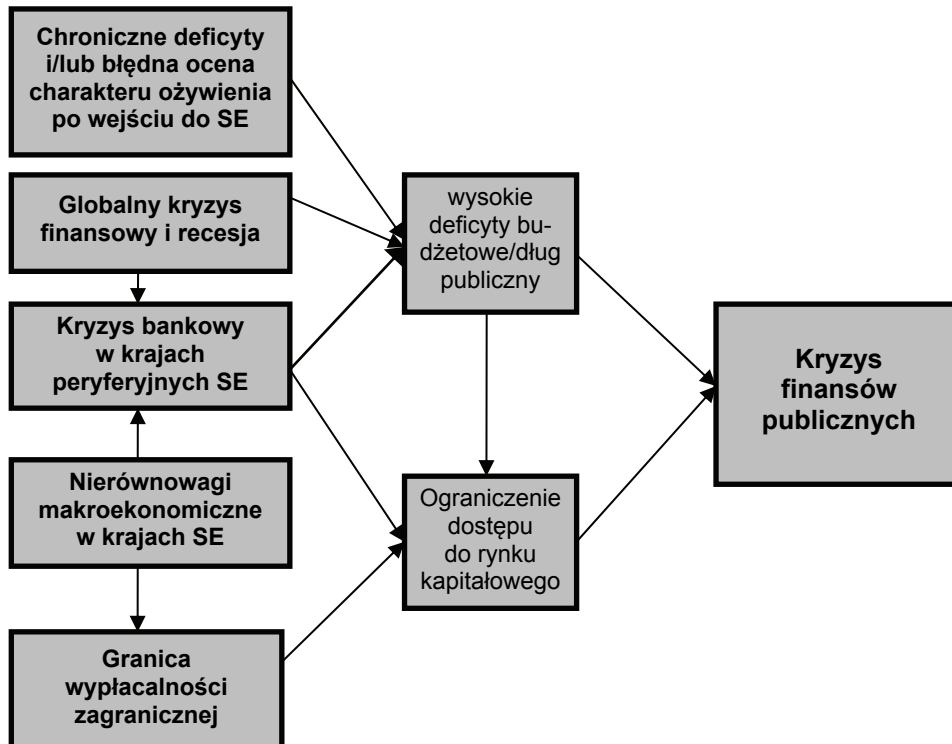 Chroniczne deficyty
i/lub błędna ocena
charakteru ożywienia
po wejściu do SE
Globalny kryzys
finansowy i recesja
Kryzys bankowy
w krajach
peryferyjnych SE
Nierównowagi
makroekonomiczne
w krajach SE
Granica
wypłacalności
zagranicznej
wysokie
deficyty bu-
dżetowe/dług
publiczny
Ograniczenie
dostępu
do rynku
kapitałowego
Kryzys
finansów
publicznych